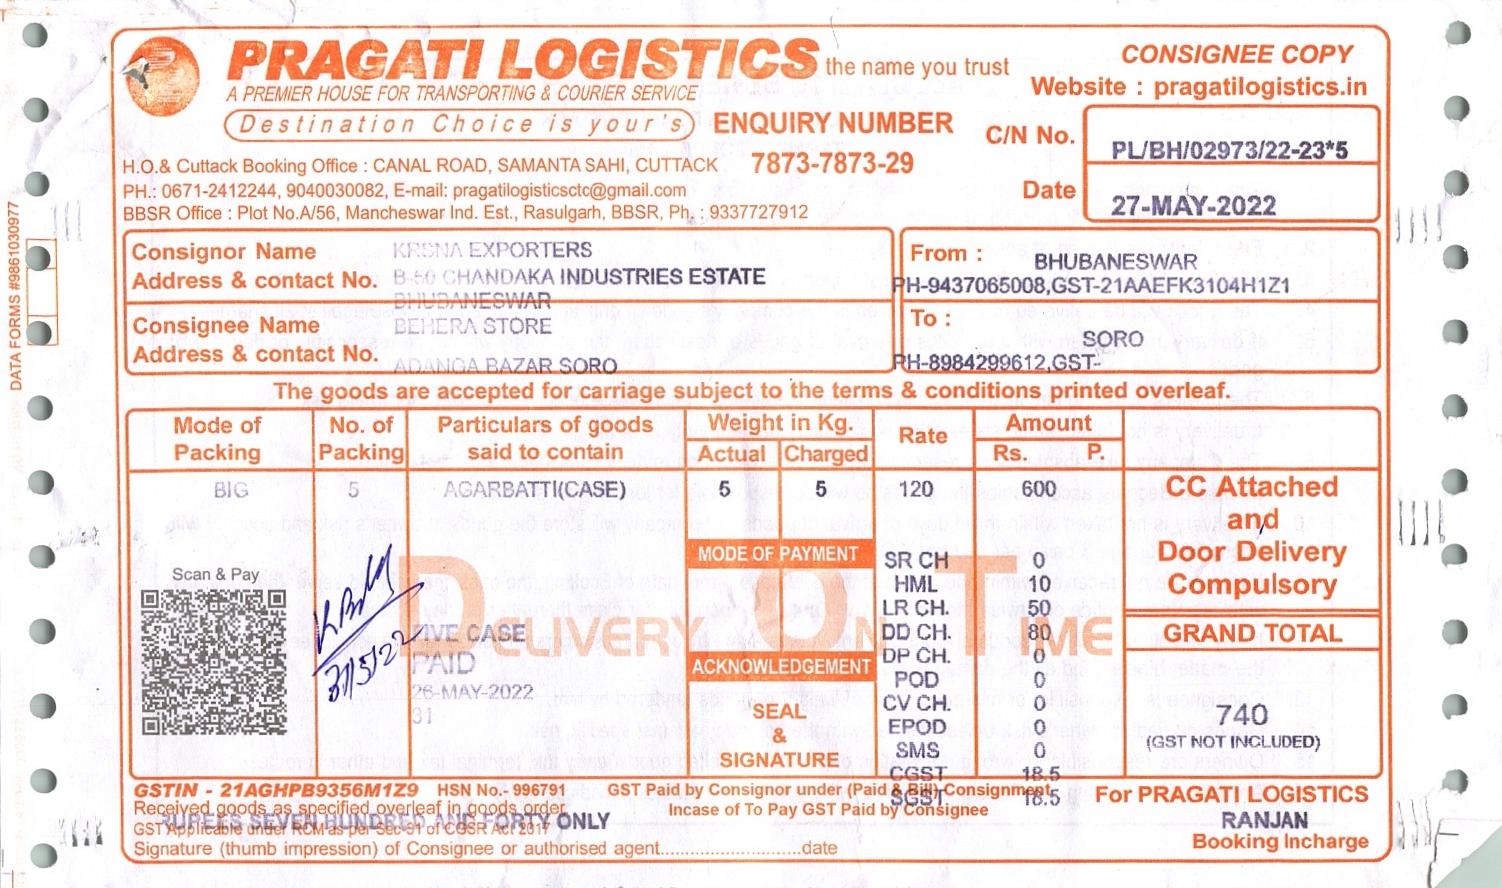 PRAGATI LOGISTICS the name you trust
A PREMIER HOUSE FOR TRANSPORTING & COURIER SERVICE
Destination Choice is your's
CONSIGNEE COPY
Website : pragatilogistics.in
ENQUIRY NUMBER
7873-7873-29
C/N No. PL/BH/02973/22-23*5
Date 27-MAY-2022
H.O.& Cuttack Booking Office : CANAL ROAD, SAMANTA SAHI, CUTTACK
PH.: 0671-2412244, 9040030082, E-mail: pragatilogisticsctc@gmail.com
BBSR Office : Plot No.A/56, Mancheswar Ind. Est., Rasulgarh, BBSR, Ph. : 9337727912
DATA FORMS #9861030977
Consignor Name KRSNA EXPORTERS
Address & contact No. B-50 CHANDAKA INDUSTRIES ESTATE
BHUBANESWAR
From : BHUBANESWAR
PH-9437065008,GST-21AAEFK3104H1Z1
Consignee Name BEHERA STORE
Address & contact No. ADANGA BAZAR SORO
To : SORO
PH-8984299612,GST-
The goods are accepted for carriage subject to the terms & conditions printed overleaf.
Mode of Packing No. of Packing Particulars of goods said to contain Weight in Kg. Actual Charged Rate Amount Rs. P.
BIG 5 AGARBATTI(CASE) 5 5 120 600
CC Attached
and
Door Delivery
Compulsory
MODE OF PAYMENT
SR CH 0
HML 10
LR CH. 50
DD CH. 80
DP CH. 0
POD 0
CV CH. 0
EPOD 0
SMS 0
CGST 18.5
SGST 18.5
Scan & Pay
DELIVERY ON TIME
FIVE CASE
PAID
26-MAY-2022
31
27/5/22
ACKNOWLEDGEMENT
SEAL
&
SIGNATURE
GRAND TOTAL
740
(GST NOT INCLUDED)
GSTIN - 21AGHPB9356M1Z9 HSN No.- 996791 GST Paid by Consignor under (Paid & Bill) Consignment
Incase of To Pay GST Paid by Consignee
Received goods as specified overleaf in goods order
RUPEES SEVEN HUNDRED AND FORTY ONLY
GST Applicable under RCM as per Sec-31 of CGSR Act 2017
Signature (thumb impression) of Consignee or authorised agent.............................date
For PRAGATI LOGISTICS
RANJAN
Booking Incharge